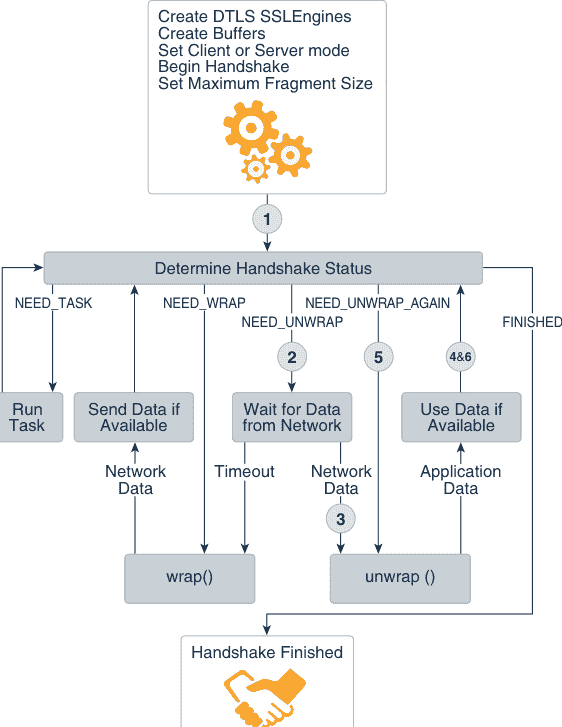 Create DTLS SSLEngines
Create Buffers
Set Client or Server mode
Begin Handshake
Set Maximum Fragment Size
1
Determine Handshake Status
NEED_TASK
NEED_WRAP
NEED_UNWRAP
NEED_UNWRAP_AGAIN
FINISHED
2
5
4&6
Run
Task
Send Data if
Available
Wait for Data
from Network
Use Data if
Available
Network
Data
Timeout
Network
Data
Application
Data
3
wrap()
unwrap ()
Handshake Finished